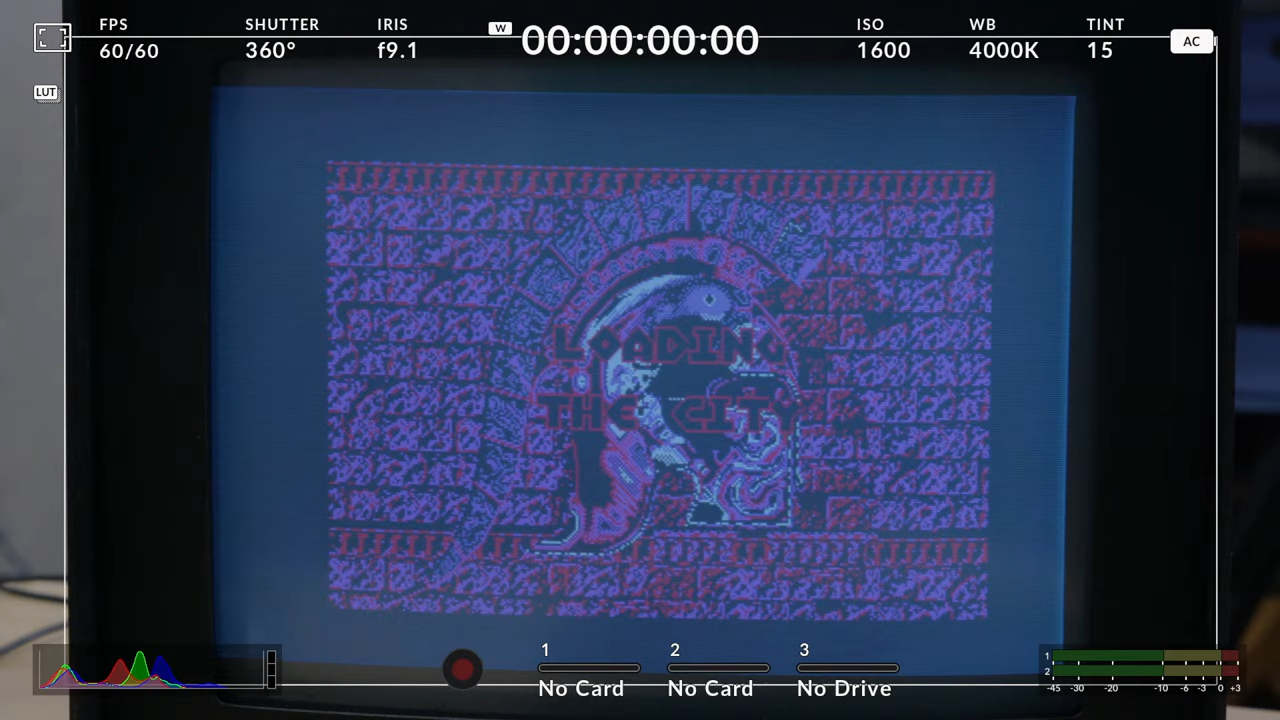 FPS SHUTTER IRIS W 00:00:00:00 ISO WB TINT
60/60 360° f9.1 1600 4000K 15 AC
LUT
LOADING
THE CITY
1 2 3
No Card No Card No Drive
1
2
-45 -30 -20 -10 -6 -3 0 +3